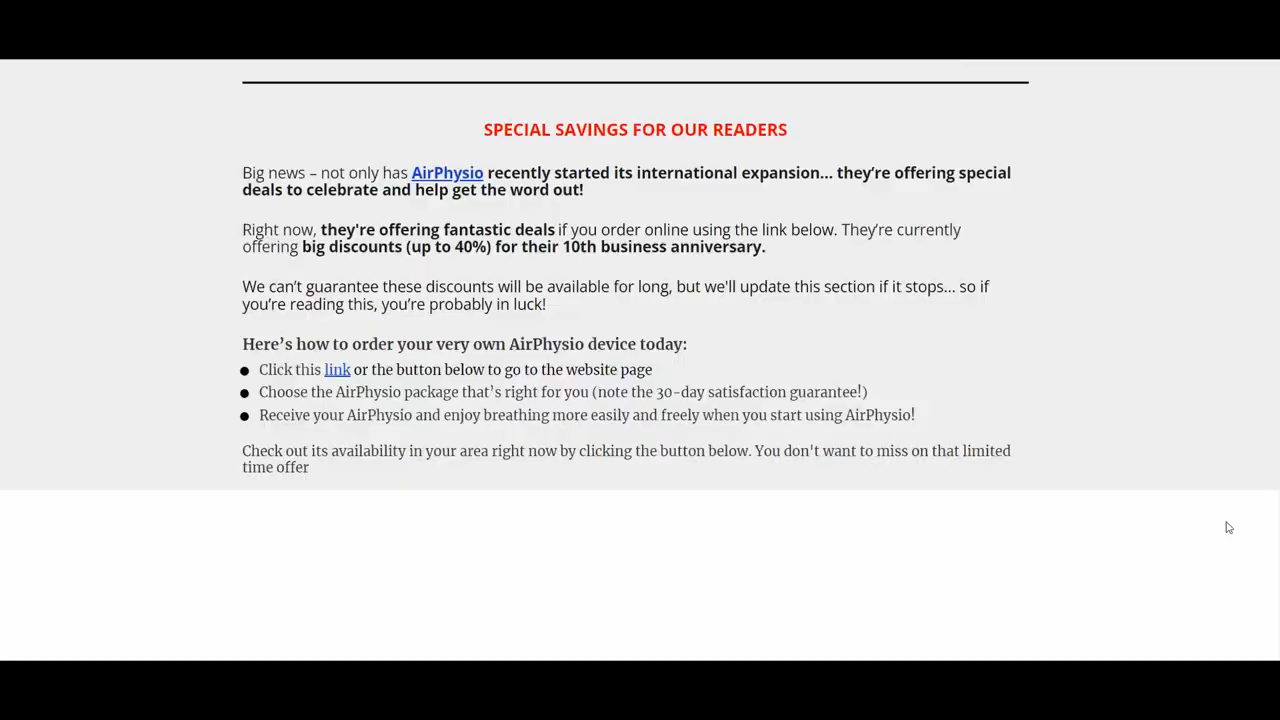 SPECIAL SAVINGS FOR OUR READERS
Big news – not only has AirPhysio recently started its international expansion... they’re offering special
deals to celebrate and help get the word out!
Right now, they're offering fantastic deals if you order online using the link below. They’re currently
offering big discounts (up to 40%) for their 10th business anniversary.
We can’t guarantee these discounts will be available for long, but we'll update this section if it stops... so if
you’re reading this, you’re probably in luck!
Here’s how to order your very own AirPhysio device today:
● Click this link or the button below to go to the website page
● Choose the AirPhysio package that’s right for you (note the 30-day satisfaction guarantee!)
● Receive your AirPhysio and enjoy breathing more easily and freely when you start using AirPhysio!
Check out its availability in your area right now by clicking the button below. You don't want to miss on that limited
time offer